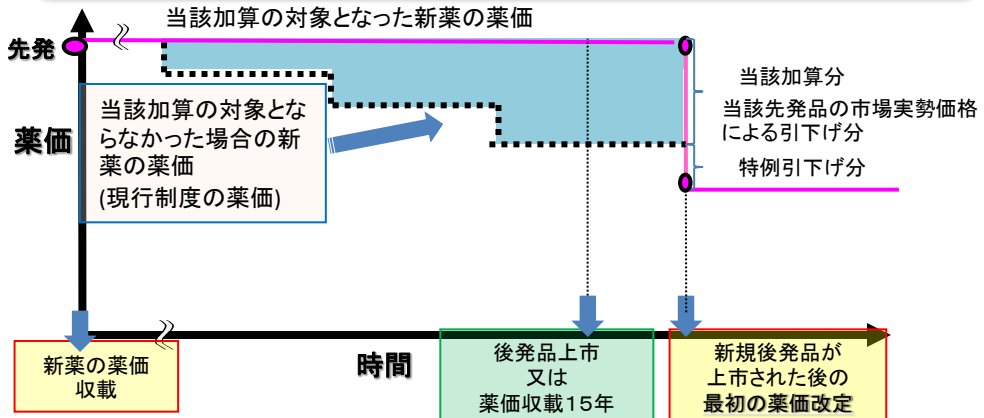 当該加算の対象となった新薬の薬価
先発
薬価
当該加算の対象とな
らなかった場合の新
薬の薬価
(現行制度の薬価)
当該加算分
当該先発品の市場実勢価格
による引下げ分
特例引下げ分
新薬の薬価
収載
時間
後発品上市
又は
薬価収載15年
新規後発品が
上市された後の
最初の薬価改定